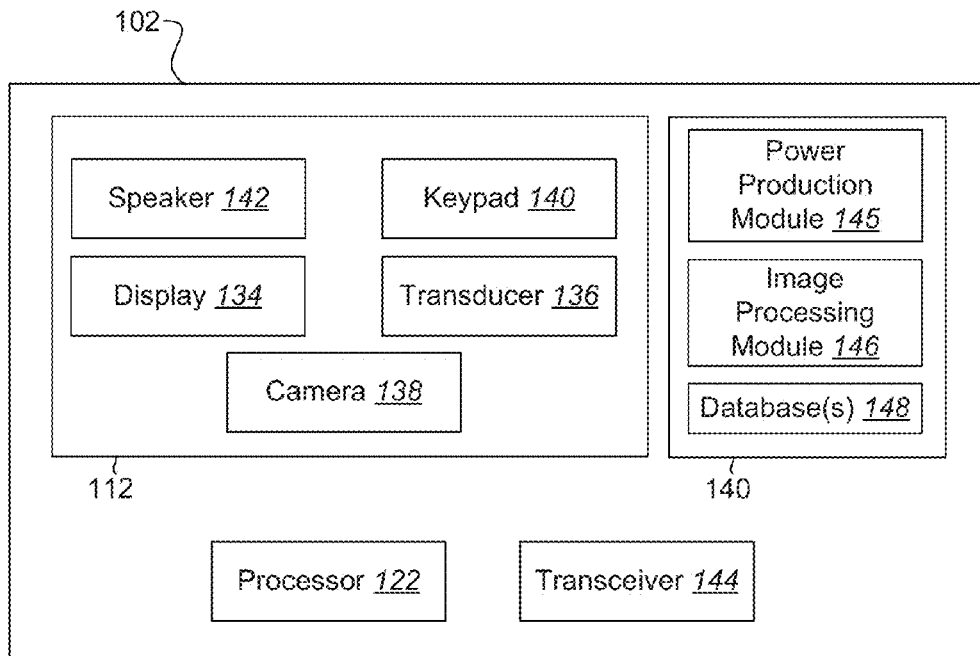 102
Speaker 142
Keypad 140
Display 134
Transducer 136
Camera 138
112
Power
Production
Module 145
Image
Processing
Module 146
Database(s) 148
140
Processor 122
Transceiver 144